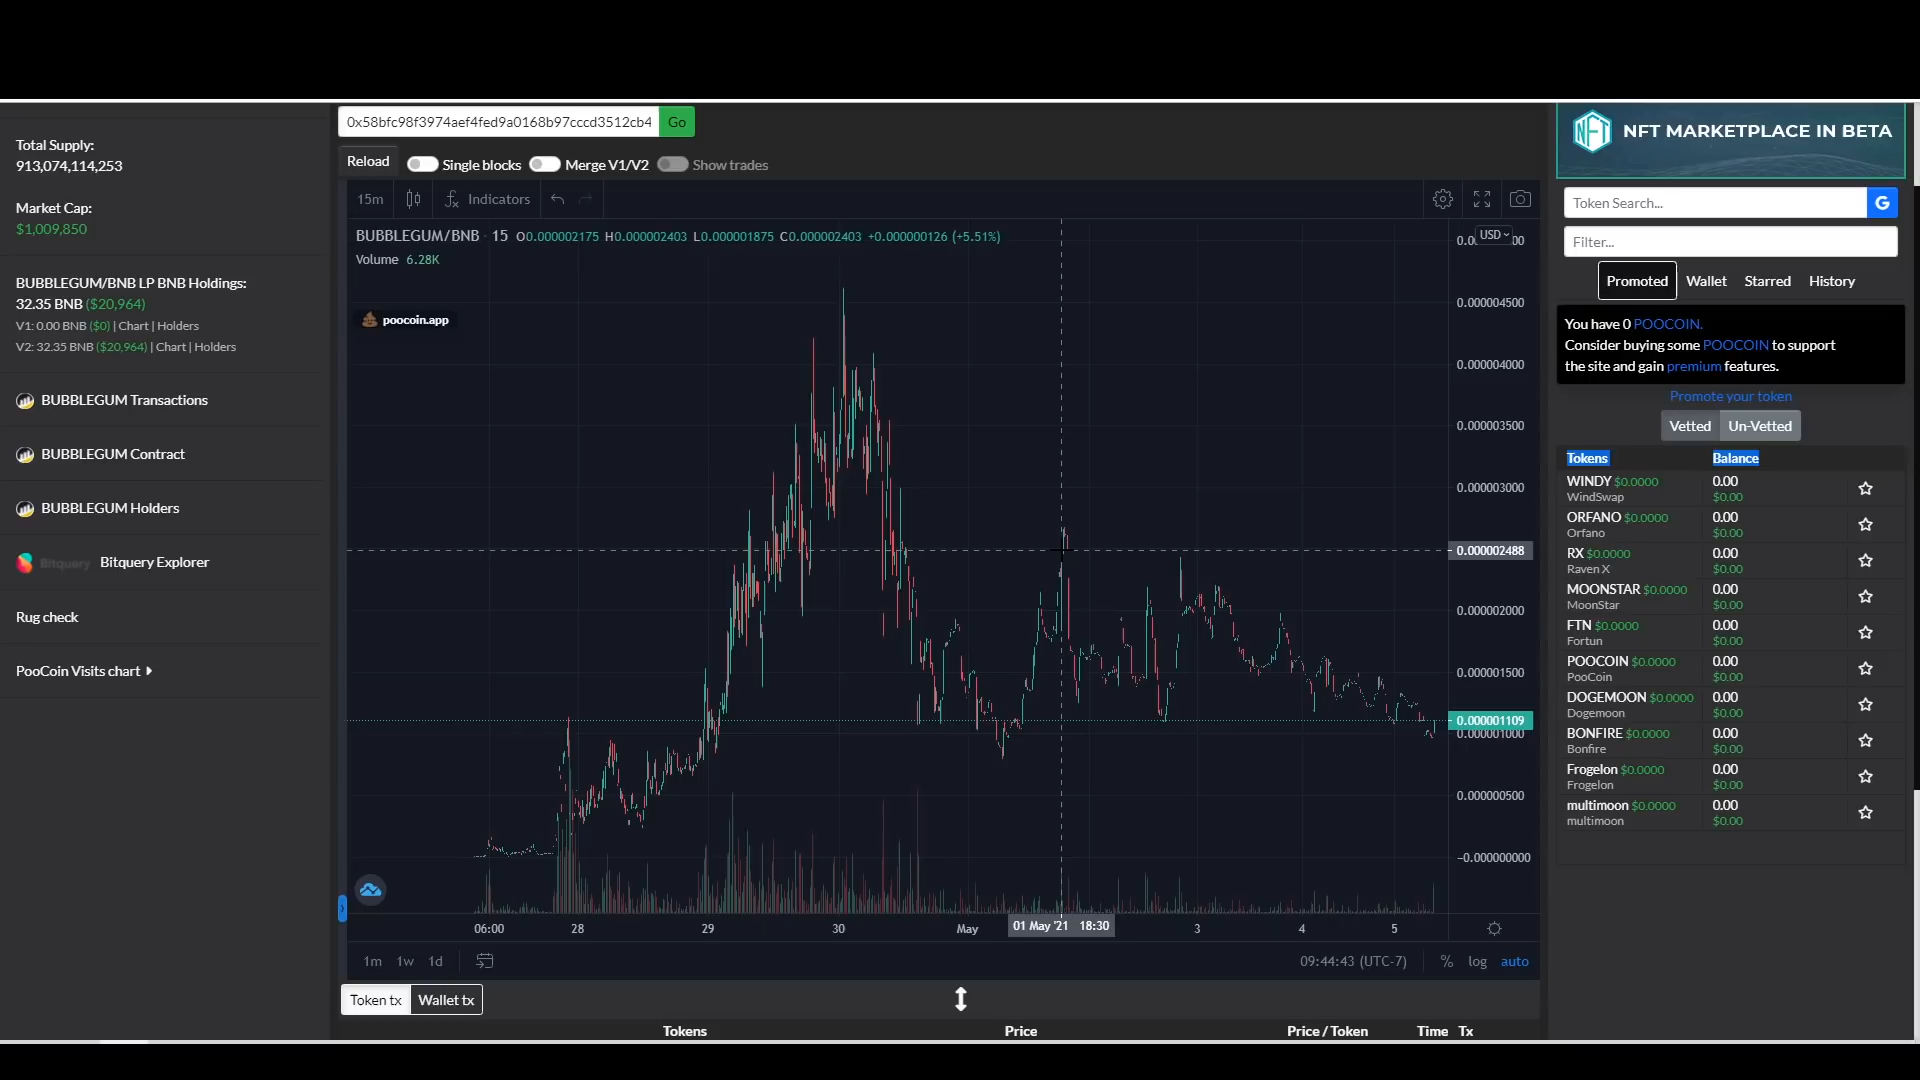 Total Supply:
913,074,114,253
Market Cap:
$1,009,850
BUBBLEGUM/BNB LP BNB Holdings:
32.35 BNB ($20,964)
V1: 0.00 BNB ($0) | Chart | Holders
V2: 32.35 BNB ($20,964) | Chart | Holders
BUBBLEGUM Transactions
BUBBLEGUM Contract
BUBBLEGUM Holders
Bitquery Bitquery Explorer
Rug check
PooCoin Visits chart
0x58bfc98f3974aef4fed9a0168b97cccd3512cb4 Go
Reload Single blocks Merge V1/V2 Show trades
15m Indicators
BUBBLEGUM/BNB · 15 O0.000002175 H0.000002403 L0.000001875 C0.000002403 +0.000000126 (+5.51%)
Volume 6.28K
poocoin.app
USD
0.000004500
0.000004000
0.000003500
0.000003000
0.000002488
0.000002000
0.000001500
0.000001109
0.000001000
0.000000500
−0.000000000
06:00 28 29 30 May 01 May '21 18:30 3 4 5
1m 1w 1d 09:44:43 (UTC-7) % log auto
Token tx Wallet tx
Tokens Price Price / Token Time Tx
NFT NFT MARKETPLACE IN BETA
Token Search... G
Filter...
Promoted Wallet Starred History
You have 0 POOCOIN.
Consider buying some POOCOIN to support
the site and gain premium features.
Promote your token
Vetted Un-Vetted
Tokens Balance
WINDY $0.0000 0.00
WindSwap $0.00
ORFANO $0.0000 0.00
Orfano $0.00
RX $0.0000 0.00
Raven X $0.00
MOONSTAR $0.0000 0.00
MoonStar $0.00
FTN $0.0000 0.00
Fortun $0.00
POOCOIN $0.0000 0.00
PooCoin $0.00
DOGEMOON $0.0000 0.00
Dogemoon $0.00
BONFIRE $0.0000 0.00
Bonfire $0.00
Frogelon $0.0000 0.00
Frogelon $0.00
multimoon $0.0000 0.00
multimoon $0.00